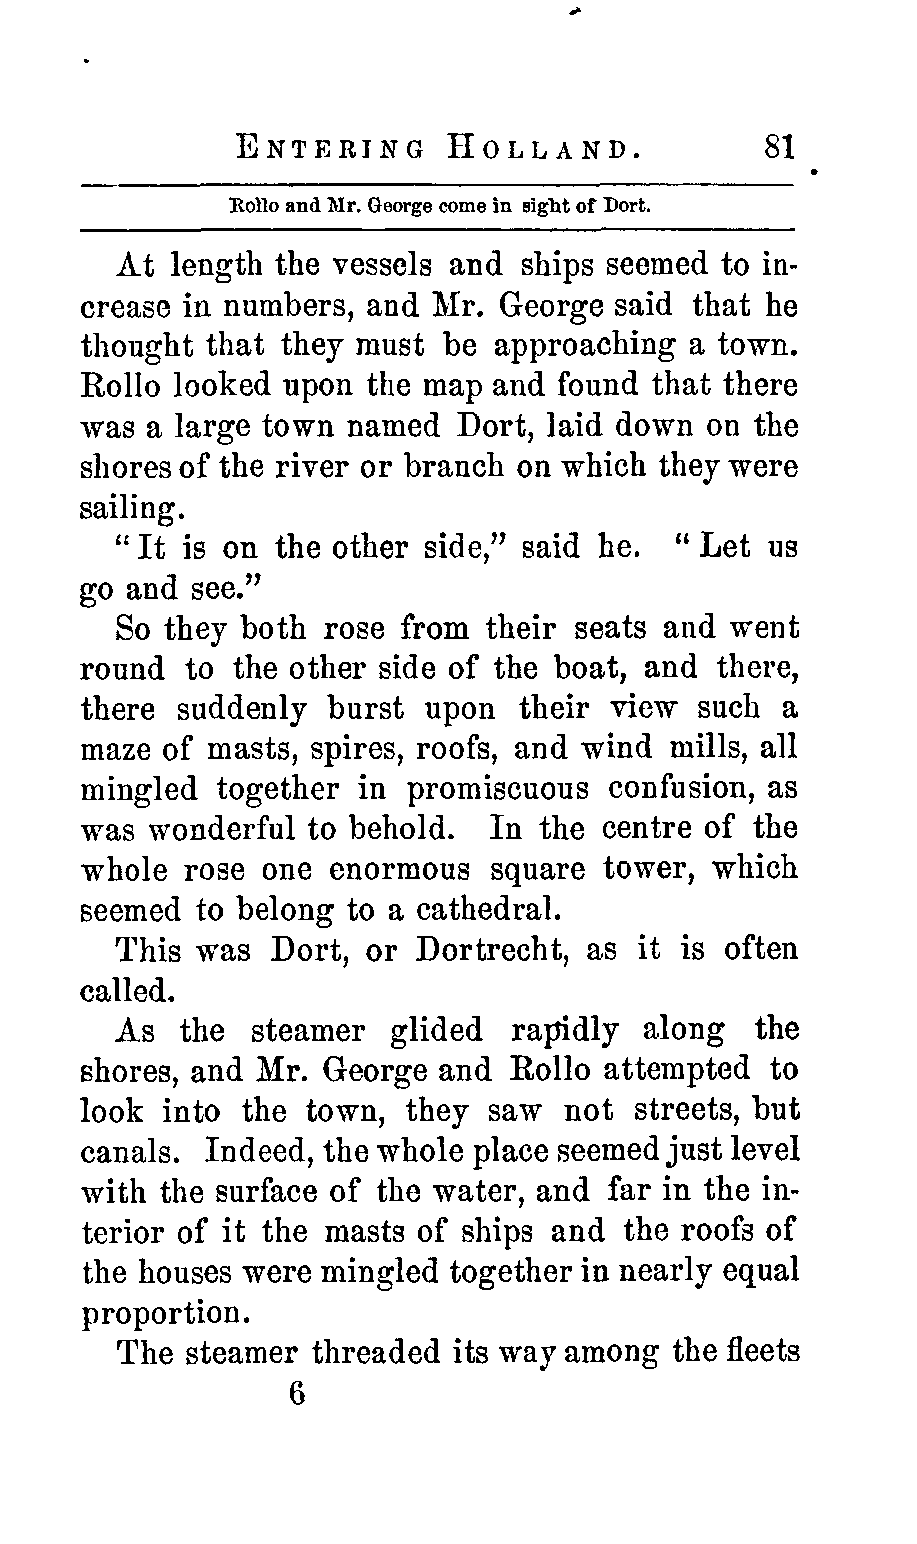 ENTERING HOLLAND. 81
Rollo and Mr. George come in sight of Dort.
At length the vessels and ships seemed to in-
crease in numbers, and Mr. George said that he
thought that they must be approaching a town.
Rollo looked upon the map and found that there
was a large town named Dort, laid down on the
shores of the river or branch on which they were
sailing.
“ It is on the other side,” said he. “ Let us
go and see.”
So they both rose from their seats and went
round to the other side of the boat, and there,
there suddenly burst upon their view such a
maze of masts, spires, roofs, and wind mills, all
mingled together in promiscuous confusion, as
was wonderful to behold. In the centre of the
whole rose one enormous square tower, which
seemed to belong to a cathedral.
This was Dort, or Dortrecht, as it is often
called.
As the steamer glided rapidly along the
shores, and Mr. George and Rollo attempted to
look into the town, they saw not streets, but
canals. Indeed, the whole place seemed just level
with the surface of the water, and far in the in-
terior of it the masts of ships and the roofs of
the houses were mingled together in nearly equal
proportion.
The steamer threaded its way among the fleets
6